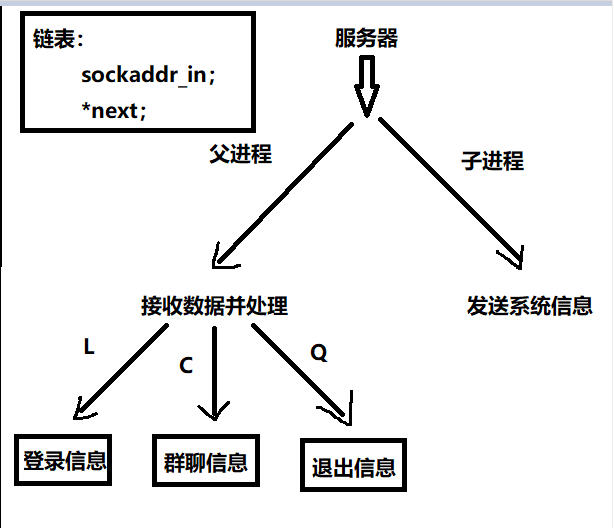 链表：
sockaddr_in;
*next;
服务器
父进程
子进程
接收数据并处理
发送系统信息
L
C
Q
登录信息
群聊信息
退出信息